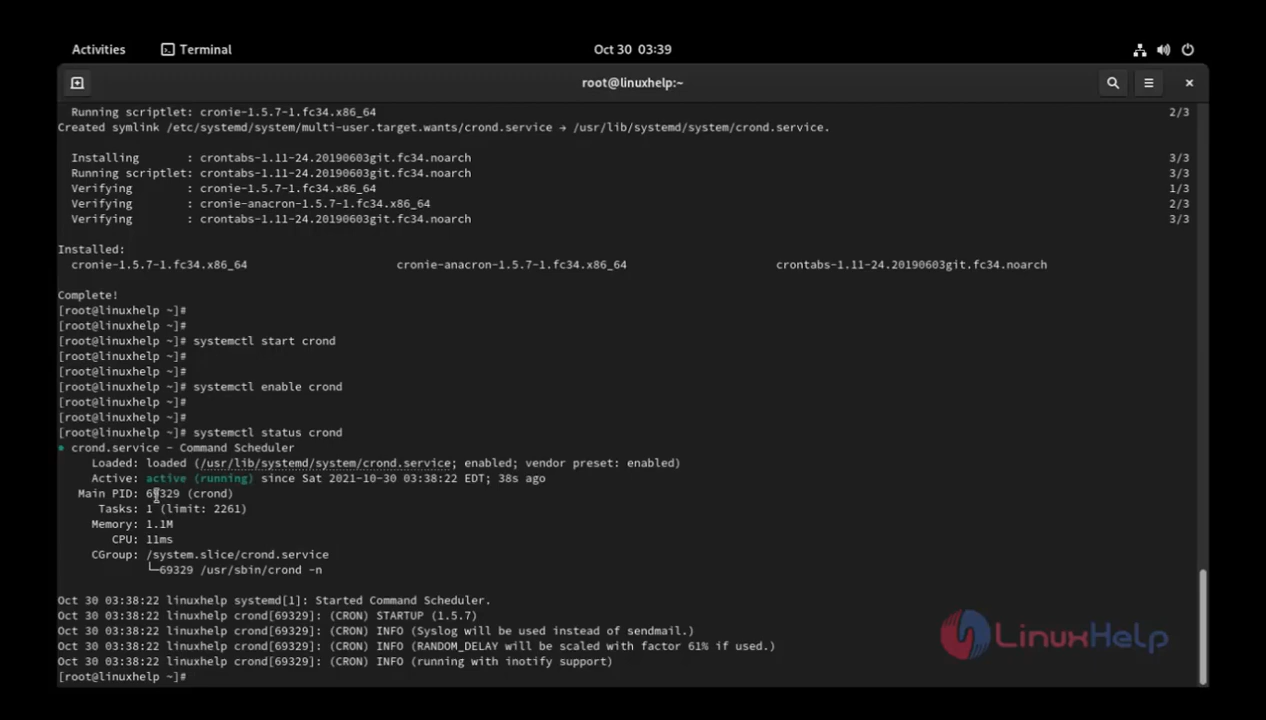 Activities Terminal Oct 30 03:39
root@linuxhelp:~
Running scriptlet: cronie-1.5.7-1.fc34.x86_64 2/3
Created symlink /etc/systemd/system/multi-user.target.wants/crond.service → /usr/lib/systemd/system/crond.service.
Installing : crontabs-1.11-24.20190603git.fc34.noarch 3/3
Running scriptlet: crontabs-1.11-24.20190603git.fc34.noarch 3/3
Verifying : cronie-1.5.7-1.fc34.x86_64 1/3
Verifying : cronie-anacron-1.5.7-1.fc34.x86_64 2/3
Verifying : crontabs-1.11-24.20190603git.fc34.noarch 3/3
Installed:
cronie-1.5.7-1.fc34.x86_64 cronie-anacron-1.5.7-1.fc34.x86_64 crontabs-1.11-24.20190603git.fc34.noarch
Complete!
[root@linuxhelp ~]#
[root@linuxhelp ~]#
[root@linuxhelp ~]# systemctl start crond
[root@linuxhelp ~]#
[root@linuxhelp ~]#
[root@linuxhelp ~]# systemctl enable crond
[root@linuxhelp ~]#
[root@linuxhelp ~]#
[root@linuxhelp ~]# systemctl status crond
● crond.service - Command Scheduler
Loaded: loaded (/usr/lib/systemd/system/crond.service; enabled; vendor preset: enabled)
Active: active (running) since Sat 2021-10-30 03:38:22 EDT; 38s ago
Main PID: 69329 (crond)
Tasks: 1 (limit: 2261)
Memory: 1.1M
CPU: 11ms
CGroup: /system.slice/crond.service
└─69329 /usr/sbin/crond -n
Oct 30 03:38:22 linuxhelp systemd[1]: Started Command Scheduler.
Oct 30 03:38:22 linuxhelp crond[69329]: (CRON) STARTUP (1.5.7)
Oct 30 03:38:22 linuxhelp crond[69329]: (CRON) INFO (Syslog will be used instead of sendmail.)
Oct 30 03:38:22 linuxhelp crond[69329]: (CRON) INFO (RANDOM_DELAY will be scaled with factor 61% if used.)
Oct 30 03:38:22 linuxhelp crond[69329]: (CRON) INFO (running with inotify support)
[root@linuxhelp ~]#
LinuxHelp